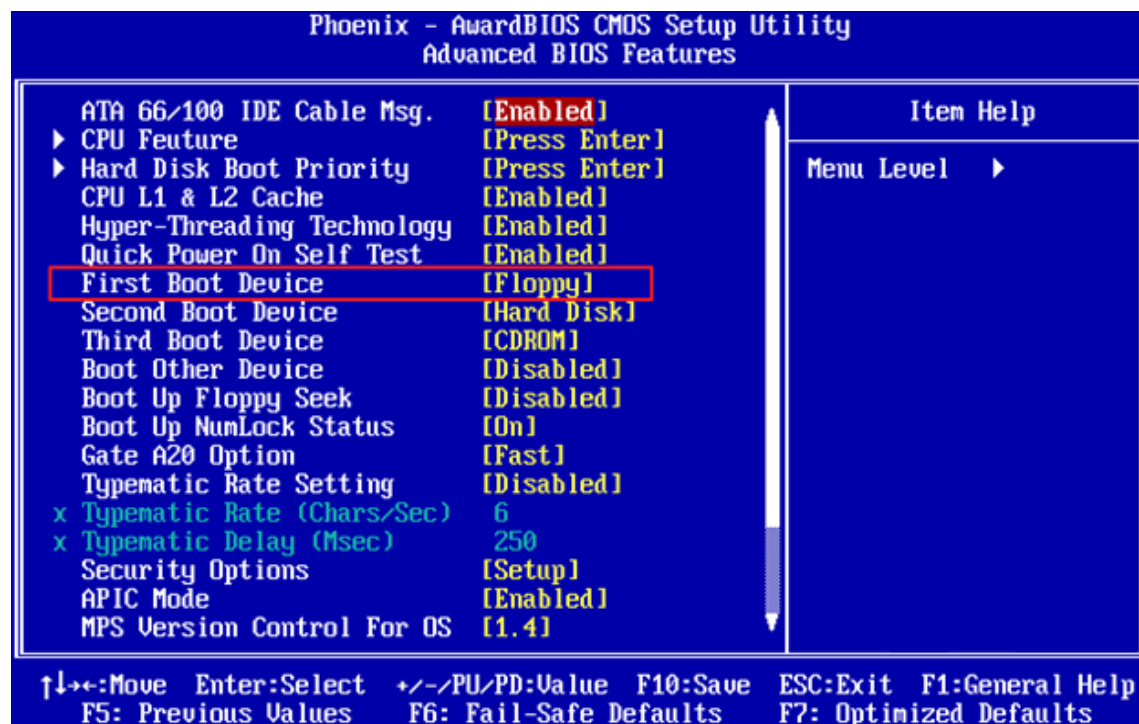 Phoenix - AwardBIOS CMOS Setup Utility
Advanced BIOS Features
ATA 66/100 IDE Cable Msg. [Enabled]
CPU Feuture [Press Enter]
Hard Disk Boot Priority [Press Enter]
CPU L1 & L2 Cache [Enabled]
Hyper-Threading Technology [Enabled]
Quick Power On Self Test [Enabled]
First Boot Device [Floppy]
Second Boot Device [Hard Disk]
Third Boot Device [CDROM]
Boot Other Device [Disabled]
Boot Up Floppy Seek [Disabled]
Boot Up NumLock Status [On]
Gate A20 Option [Fast]
Typematic Rate Setting [Disabled]
x Typematic Rate (Chars/Sec) 6
x Typematic Delay (Msec) 250
Security Options [Setup]
APIC Mode [Enabled]
MPS Version Control For OS [1.4]
Item Help
Menu Level
↑↓→←:Move Enter:Select +/-/PU/PD:Value F10:Save ESC:Exit F1:General Help
F5: Previous Values F6: Fail-Safe Defaults F7: Optimized Defaults